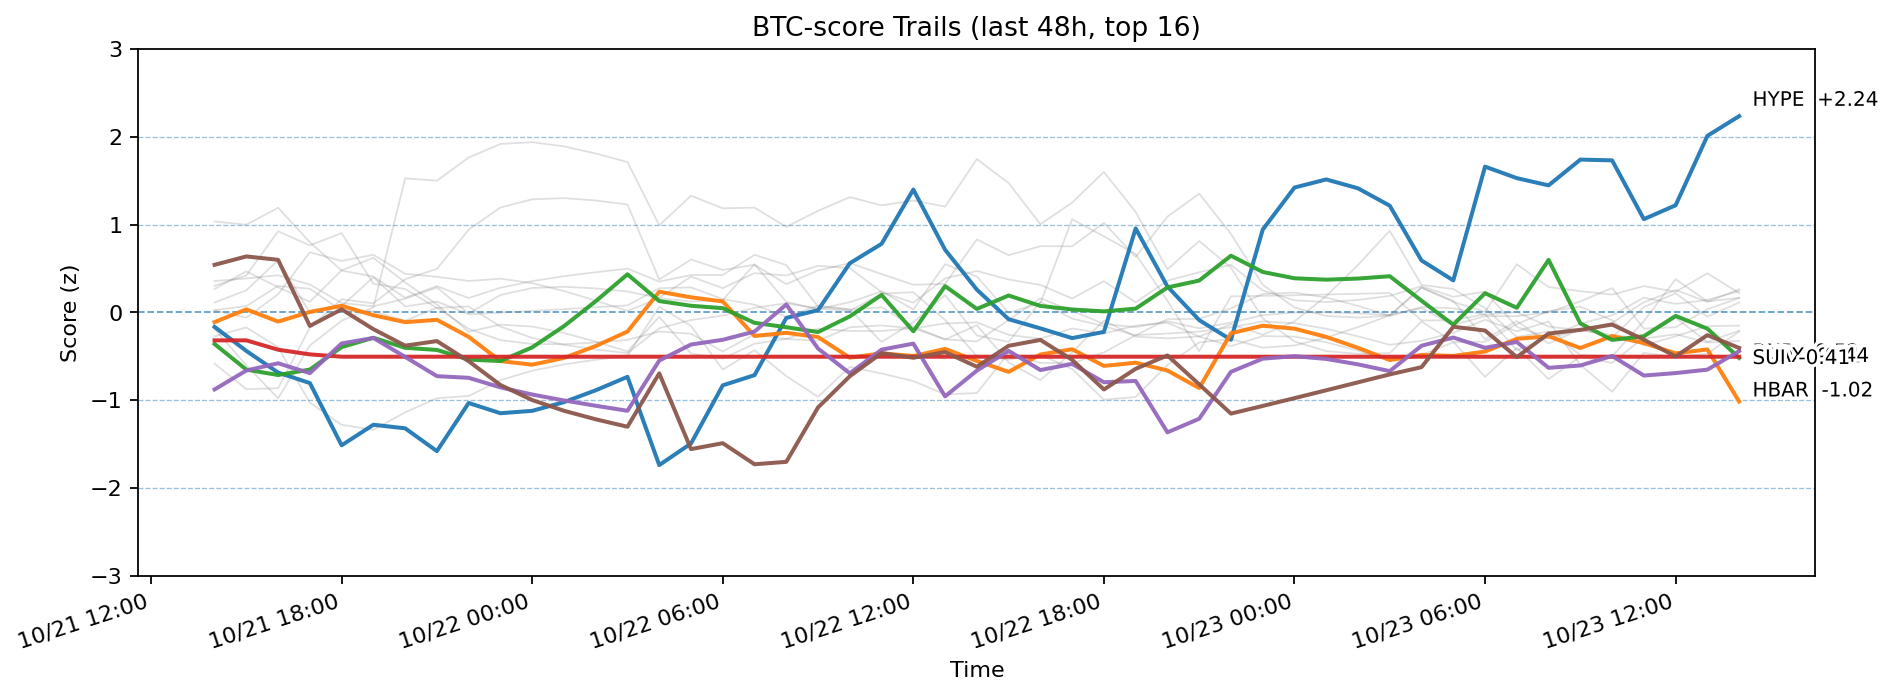 BTC-score Trails (last 48h, top 16)
Score (z)
3
2
1
0
−1
−2
−3
HYPE +2.24
SUI -0.41
HBAR -1.02
10/21 12:00
10/21 18:00
10/22 00:00
10/22 06:00
10/22 12:00
10/22 18:00
10/23 00:00
10/23 06:00
10/23 12:00
Time